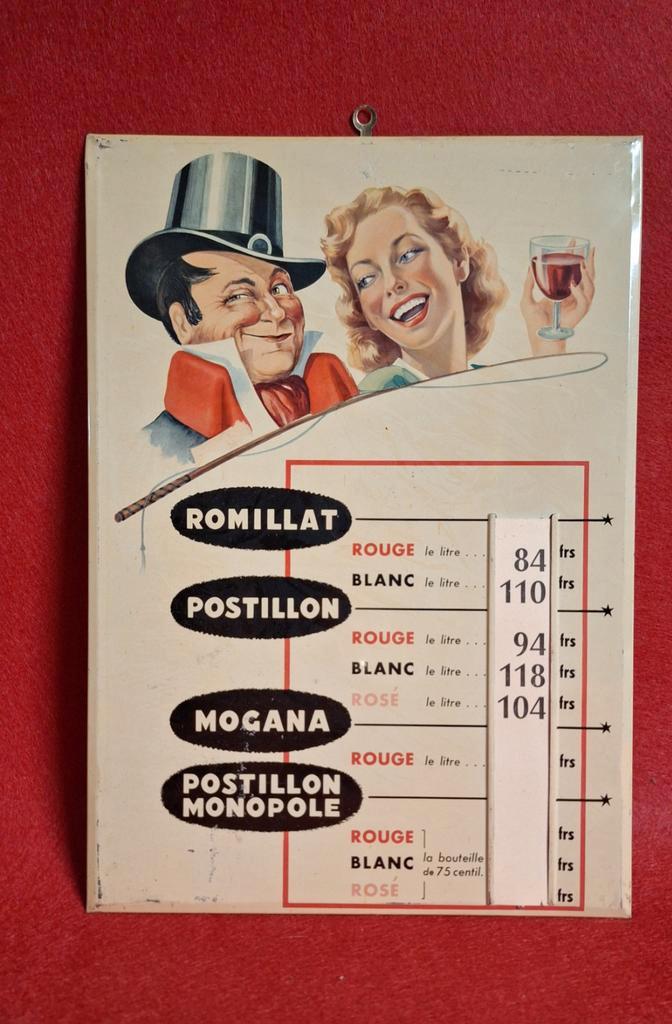 ROMILLAT
ROUGE le litre ... 84 frs
BLANC le litre ... 110 frs
POSTILLON
ROUGE le litre ... 94 frs
BLANC le litre ... 118 frs
ROSÉ le litre ... 104 frs
MOGANA
ROUGE le litre ... frs
POSTILLON
MONOPOLE
ROUGE frs
BLANC la bouteille de 75 centil. frs
ROSÉ frs